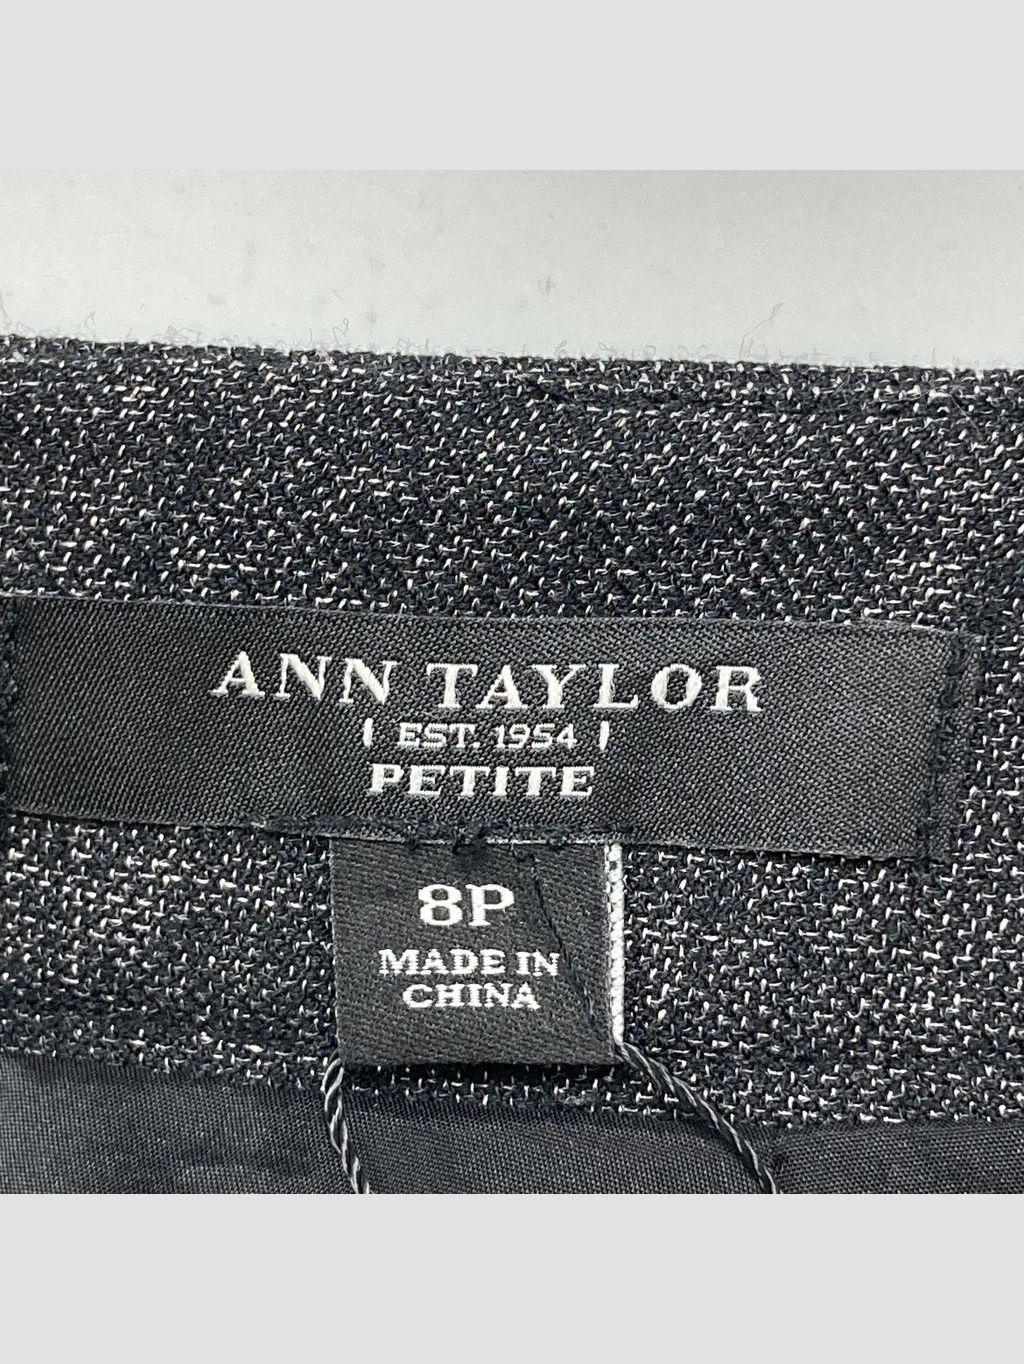 ANN TAYLOR
EST. 1954
PETITE
8P
MADE IN
CHINA